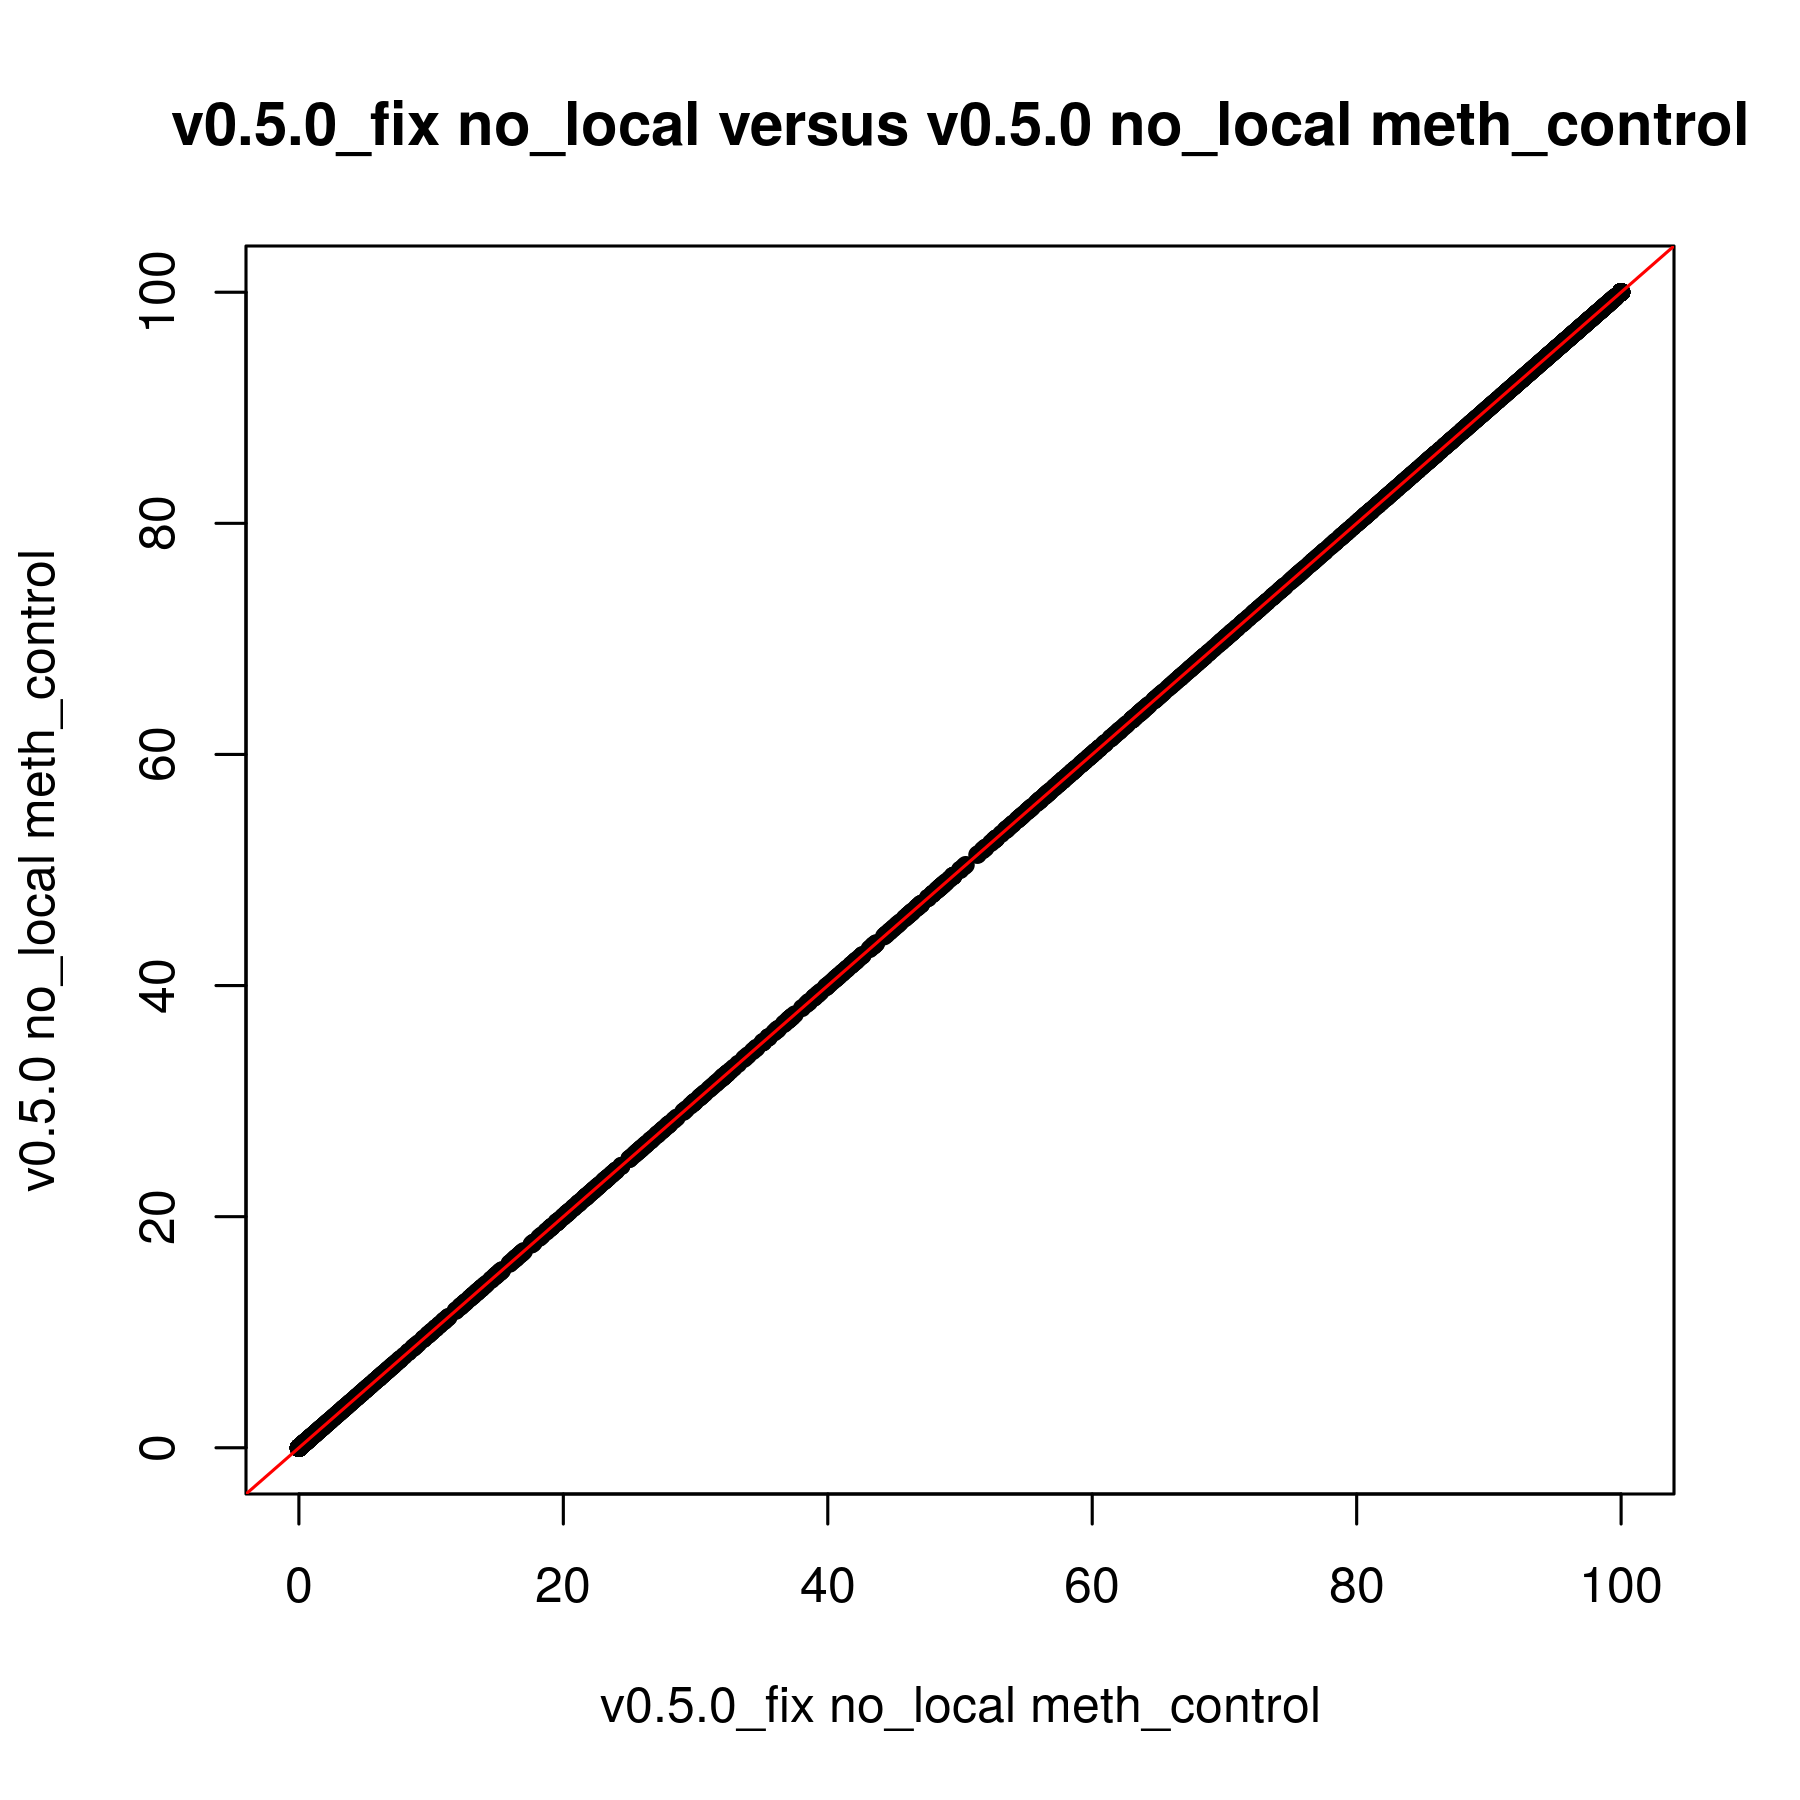 v0.5.0_fix no_local versus v0.5.0 no_local meth_control
v0.5.0 no_local meth_control
100
80
60
40
20
0
0 20 40 60 80 100
v0.5.0_fix no_local meth_control